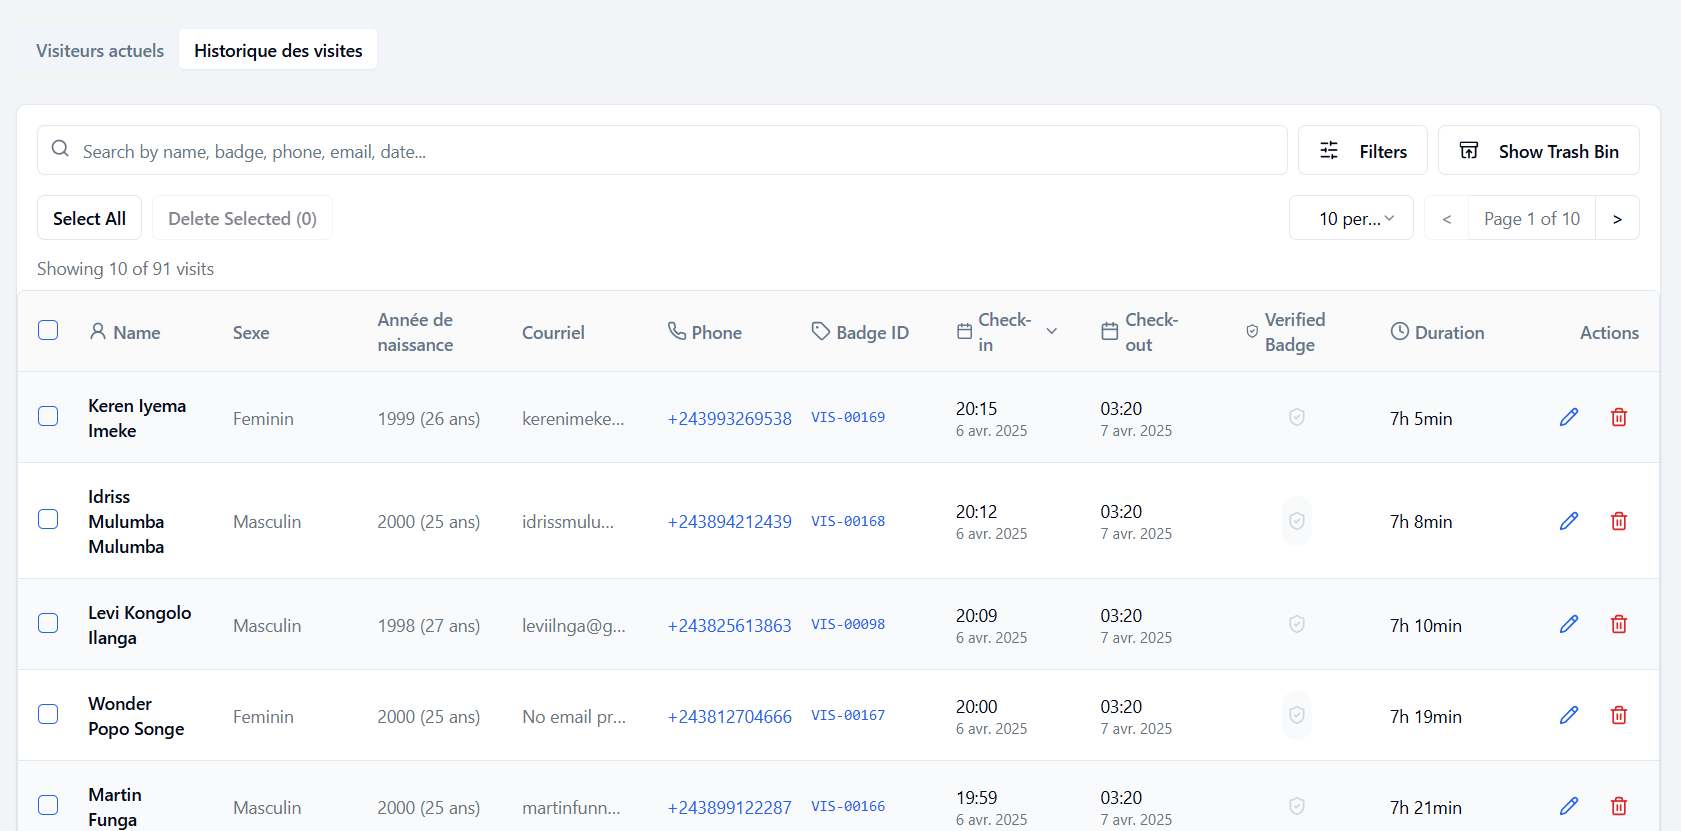 Visiteurs actuels Historique des visites
Search by name, badge, phone, email, date...
Filters
Show Trash Bin
Select All
Delete Selected (0)
10 per...
<
Page 1 of 10
>
Showing 10 of 91 visits
Name
Sexe
Année de
naissance
Courriel
Phone
Badge ID
Check-
in
Check-
out
Verified
Badge
Duration
Actions
Keren Iyema
Imeke
Feminin
1999 (26 ans)
kerenimeke...
+243993269538
VIS-00169
20:15
6 avr. 2025
03:20
7 avr. 2025
7h 5min
Idriss
Mulumba
Mulumba
Masculin
2000 (25 ans)
idrissmulu...
+243894212439
VIS-00168
20:12
6 avr. 2025
03:20
7 avr. 2025
7h 8min
Levi Kongolo
Ilanga
Masculin
1998 (27 ans)
leviilnga@g...
+243825613863
VIS-00098
20:09
6 avr. 2025
03:20
7 avr. 2025
7h 10min
Wonder
Popo Songe
Feminin
2000 (25 ans)
No email pr...
+243812704666
VIS-00167
20:00
6 avr. 2025
03:20
7 avr. 2025
7h 19min
Martin
Funga
Masculin
2000 (25 ans)
martinfunn...
+243899122287
VIS-00166
19:59
6 avr. 2025
03:20
7 avr. 2025
7h 21min